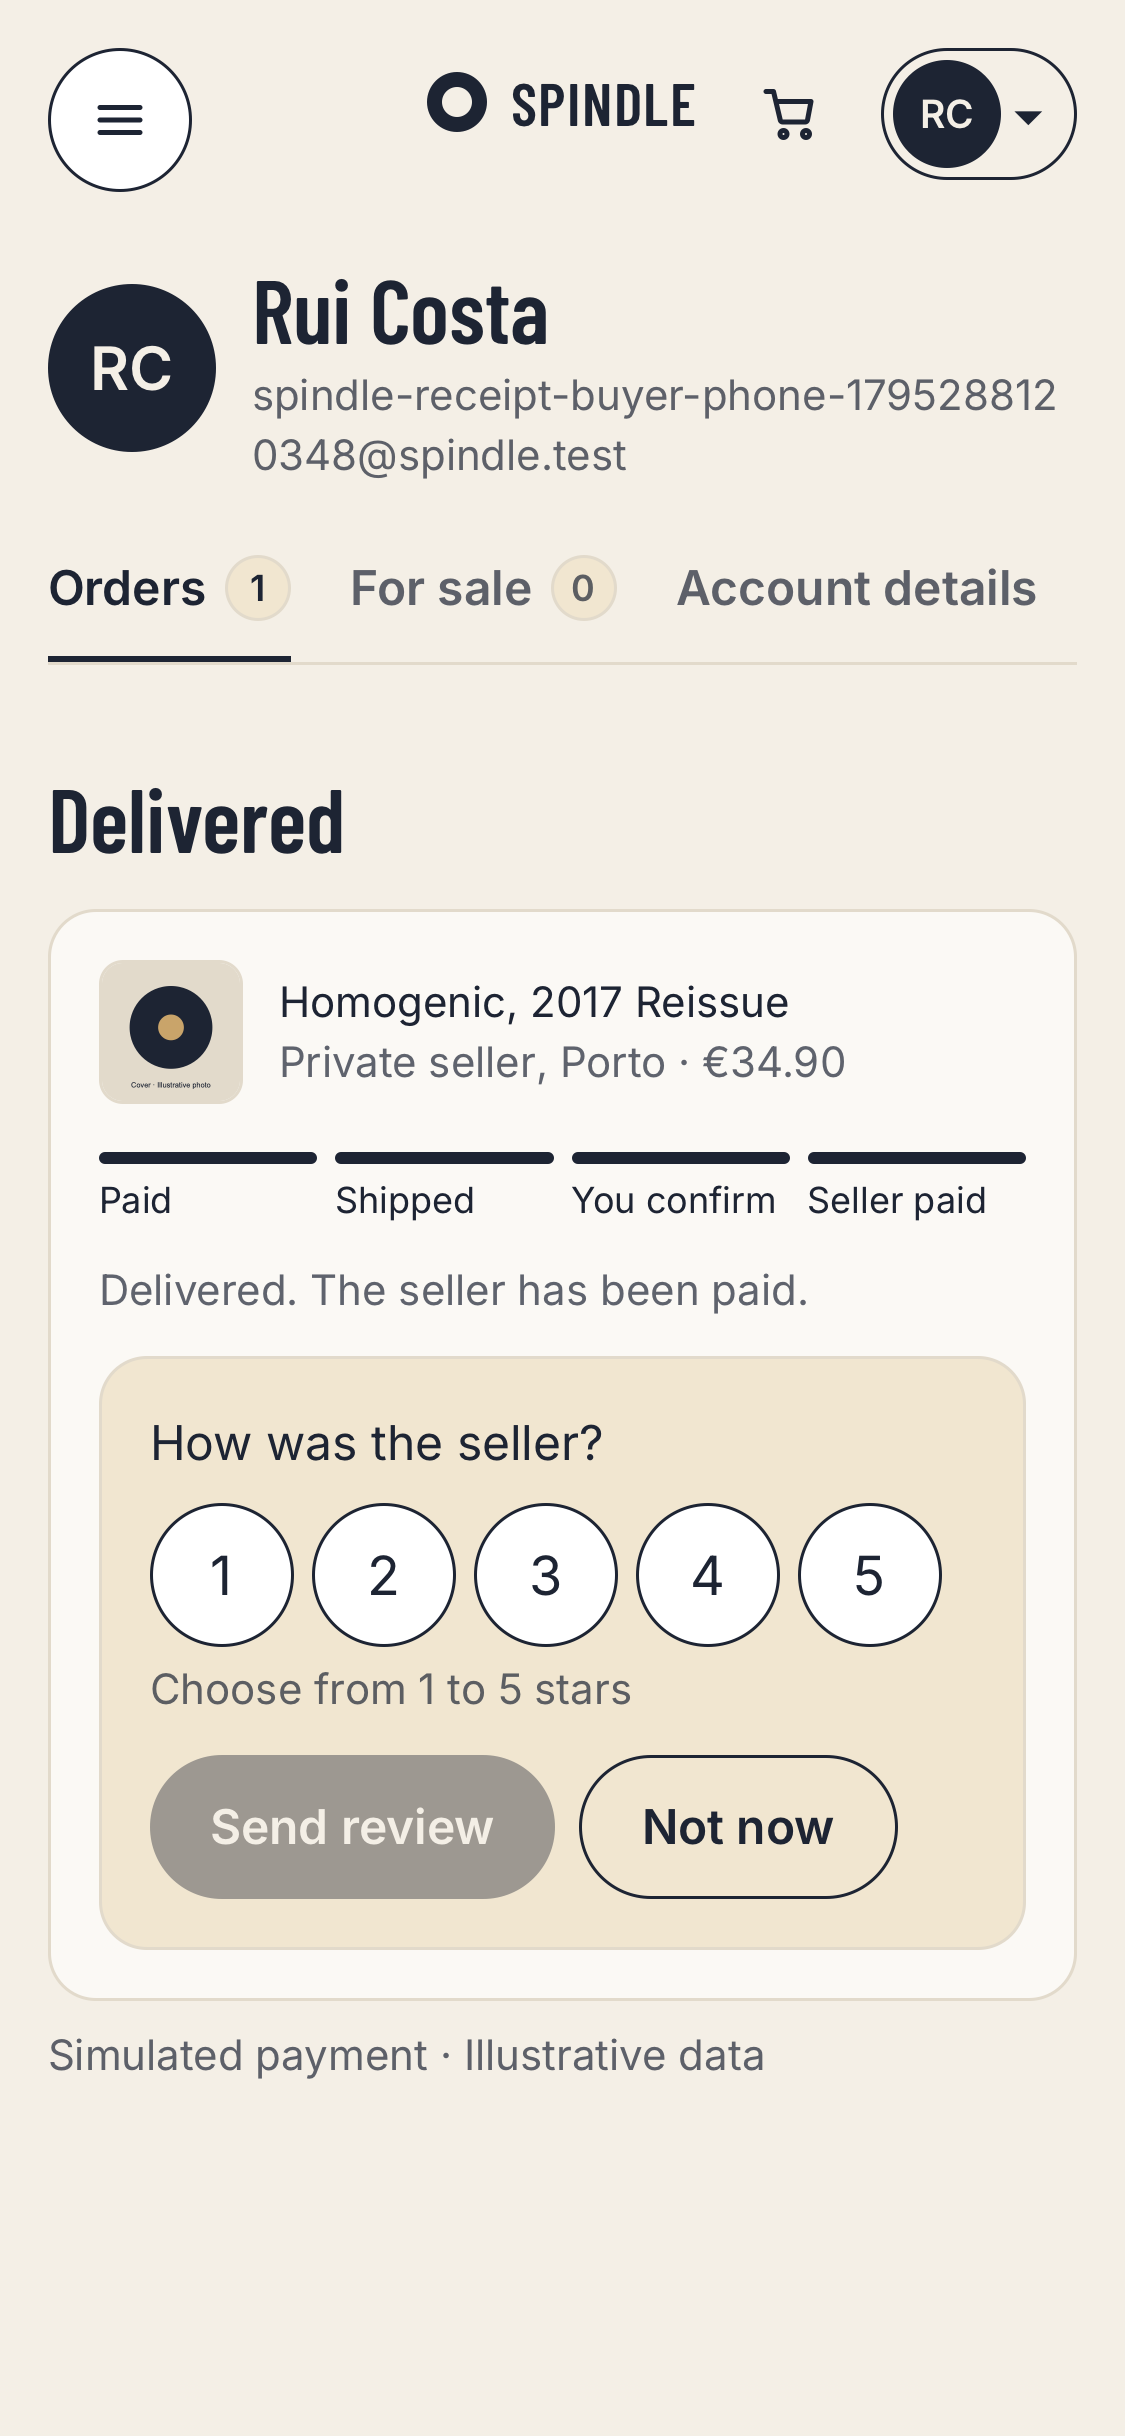 SPINDLE
RC
RC
Rui Costa
spindle-receipt-buyer-phone-179528812
0348@spindle.test
Orders 1 For sale 0 Account details
Delivered
Cover · Illustrative photo
Homogenic, 2017 Reissue
Private seller, Porto · €34.90
Paid Shipped You confirm Seller paid
Delivered. The seller has been paid.
How was the seller?
1 2 3 4 5
Choose from 1 to 5 stars
Send review Not now
Simulated payment · Illustrative data